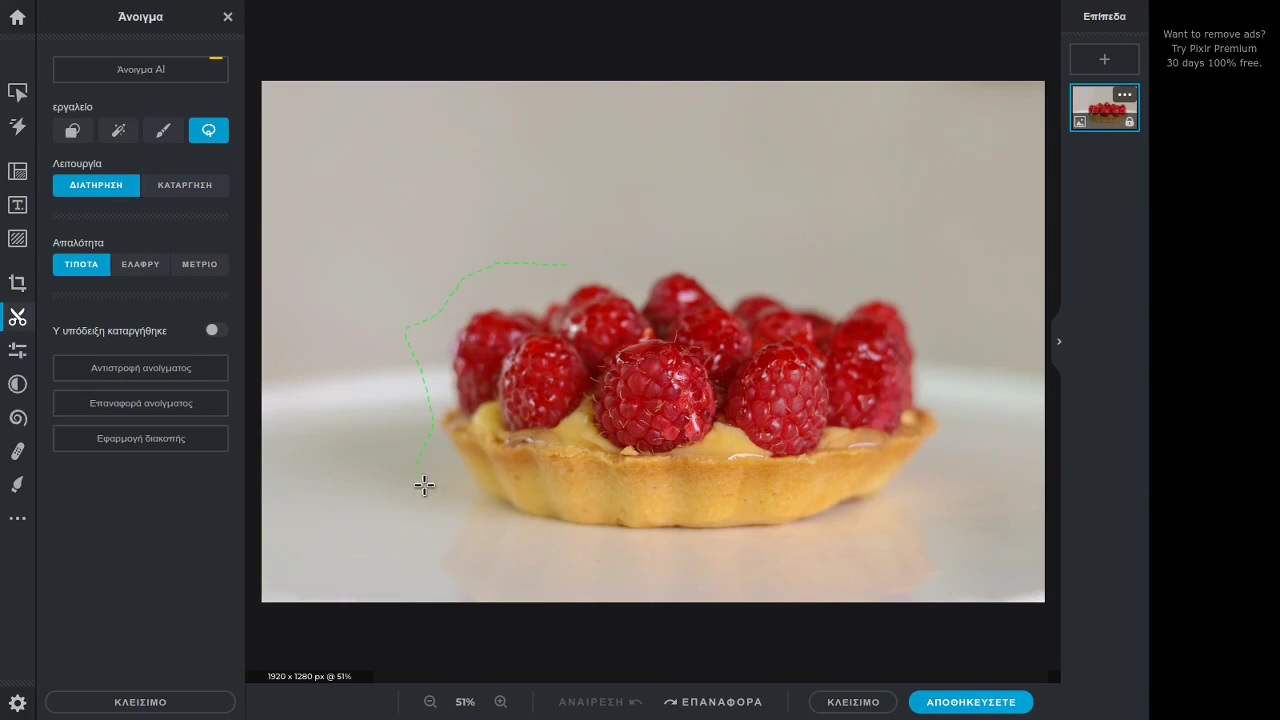 Άνοιγμα
Άνοιγμα AI
εργαλείο
Λειτουργία
ΔΙΑΤΗΡΗΣΗ
ΚΑΤΑΡΓΗΣΗ
Απαλότητα
ΤΙΠΟΤΑ
ΕΛΑΦΡΥ
ΜΕΤΡΙΟ
Υ υπόδειξη καταργήθηκε
Αντιστροφή ανοίγματος
Επαναφορά ανοίγματος
Εφαρμογή διακοπής
ΚΛΕΙΣΙΜΟ
1920 x 1280 px @ 51%
51%
ΑΝΑΙΡΕΣΗ
ΕΠΑΝΑΦΟΡΑ
ΚΛΕΙΣΙΜΟ
ΑΠΟΘΗΚΕΥΣΕΤΕ
Επίπεδα
Want to remove ads?
Try Pixlr Premium
30 days 100% free.